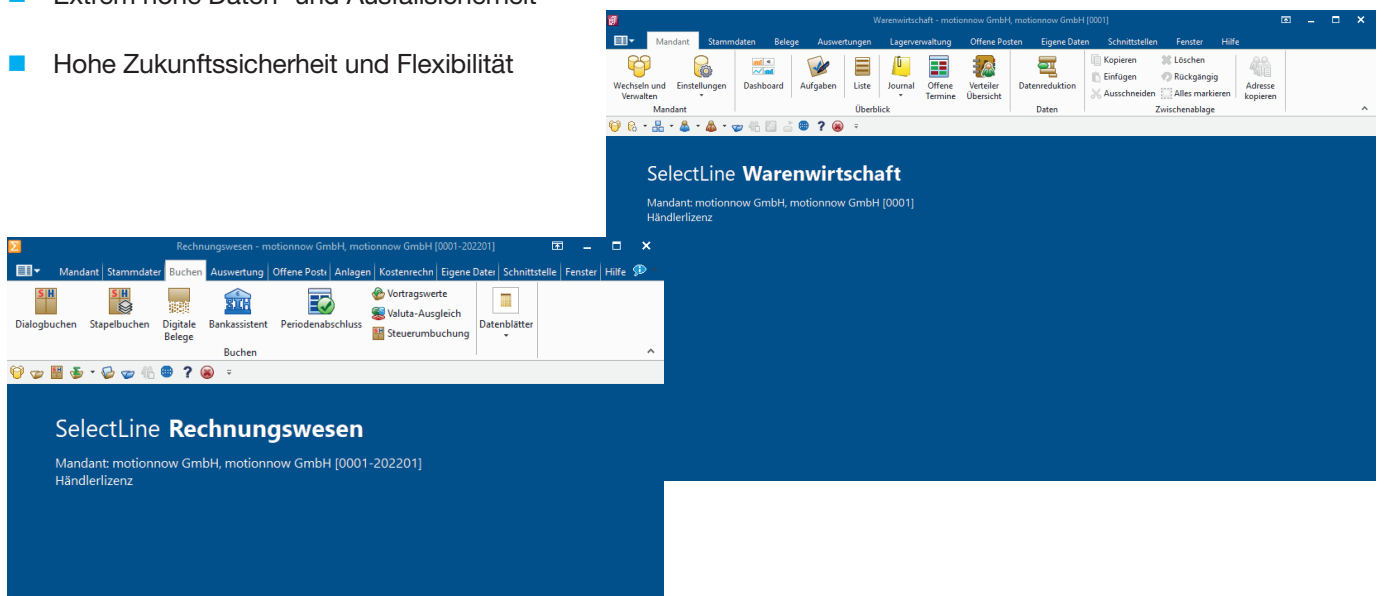 Extrem hohe Daten- und Ausfallsicherheit
Hohe Zukunftssicherheit und Flexibilität
Warenwirtschaft - motionnow GmbH, motionnow GmbH [0001]
Mandant Stammdaten Belege Auswertungen Lagerverwaltung Offene Posten Eigene Daten Schnittstellen Fenster Hilfe
Wechseln und Verwalten
Einstellungen
Dashboard
Aufgaben
Liste
Journal
Offene Termine
Verteiler Übersicht
Datenreduktion
Kopieren
Einfügen
Ausschneiden
Löschen
Rückgängig
Alles markieren
Adresse kopieren
Mandant Überblick Daten Zwischenablage
SelectLine Warenwirtschaft
Mandant: motionnow GmbH, motionnow GmbH [0001]
Händlerlizenz
Rechnungswesen - motionnow GmbH, motionnow GmbH [0001-202201]
Mandant Stammdater Buchen Auswertung Offene Poste Anlagen Kostenrechn Eigene Dater Schnittstelle Fenster Hilfe
S H
S H
Dialogbuchen
Stapelbuchen
Digitale Belege
Bankassistent
Periodenabschluss
Vortragswerte
Valuta-Ausgleich
Steuerumbuchung
Datenblätter
Buchen
SelectLine Rechnungswesen
Mandant: motionnow GmbH, motionnow GmbH [0001-202201]
Händlerlizenz